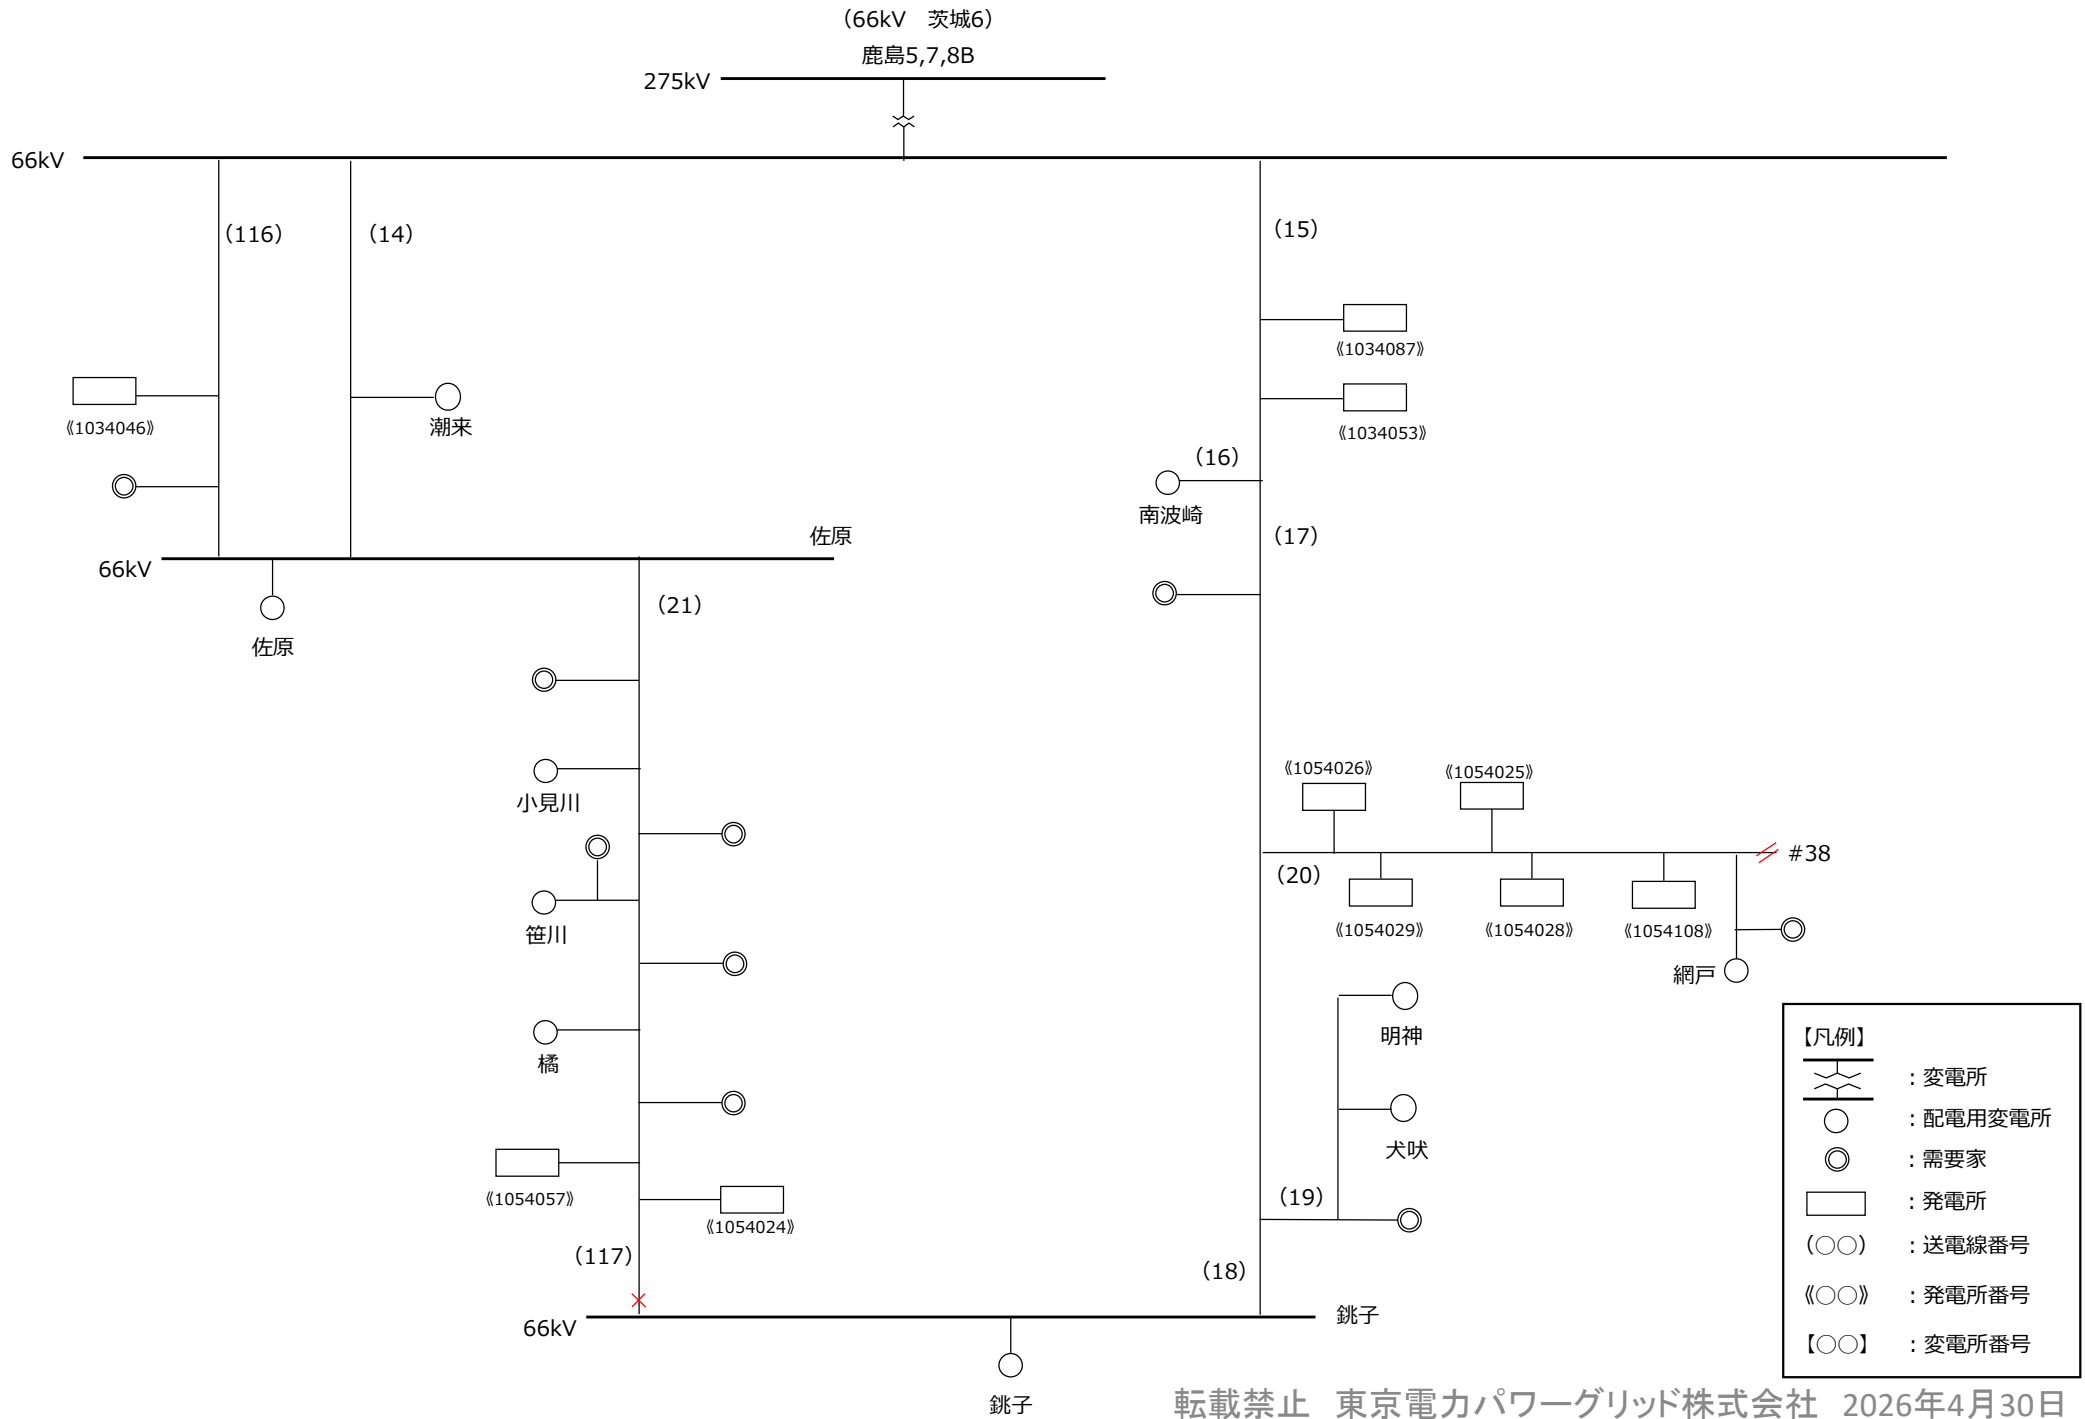 （66kV　茨城6）
鹿島5,7,8B
275kV
66kV
（116）
（14）
（15）
《1034087》
《1034046》
潮来
《1034053》
（16）
南波崎
佐原
（17）
66kV
（21）
佐原
《1054026》
《1054025》
小見川
#38
（20）
笹川
《1054029》
《1054028》
《1054108》
網戸
明神
橘
犬吠
《1054057》
（19）
《1054024》
（117）
（18）
66kV
銚子
銚子
【凡例】
：変電所
：配電用変電所
：需要家
：発電所
（○○）　：送電線番号
《○○》　：発電所番号
【○○】　：変電所番号
転載禁止　東京電力パワーグリッド株式会社　2026年4月30日